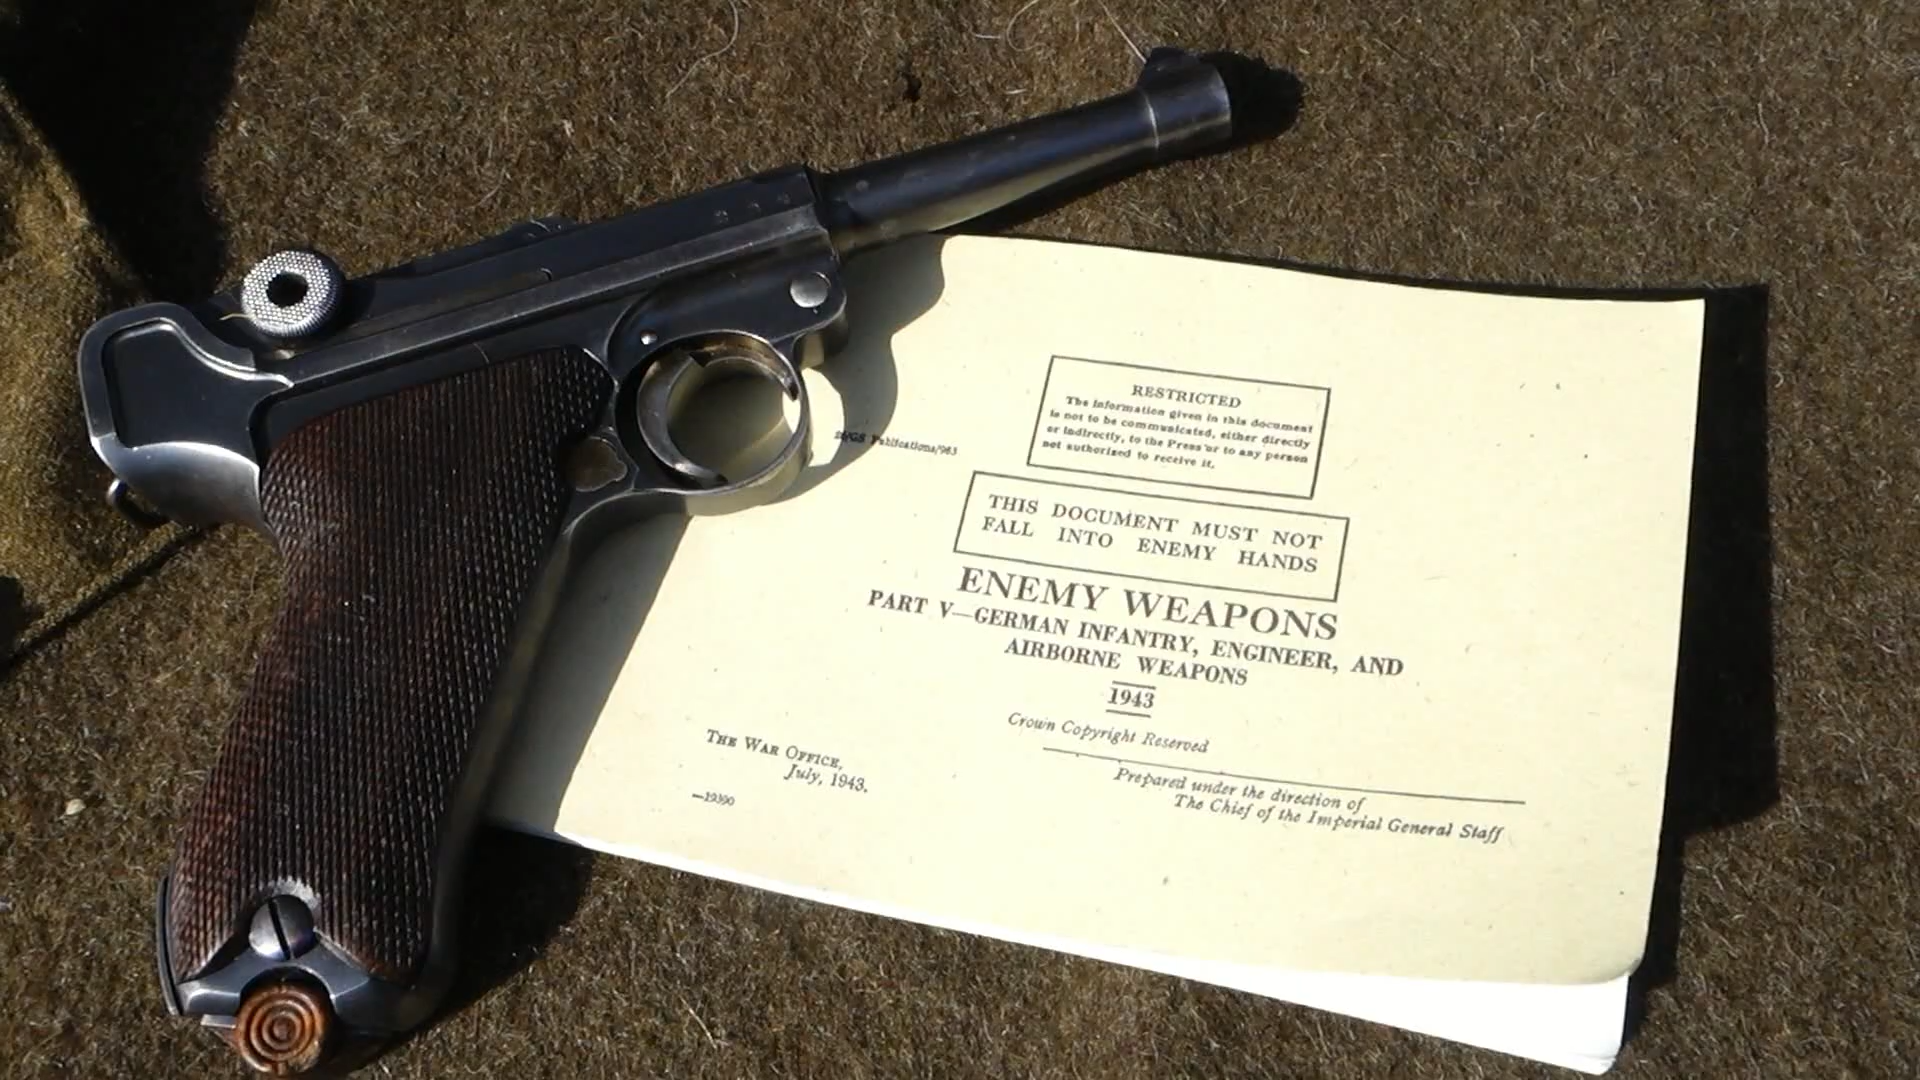 RESTRICTED
The information given in this document
is not to be communicated, either directly
or indirectly, to the Press or to any person
not authorized to receive it.
Publications/963
THIS DOCUMENT MUST NOT
FALL INTO ENEMY HANDS
ENEMY WEAPONS
PART V—GERMAN INFANTRY, ENGINEER, AND
AIRBORNE WEAPONS
1943
Crown Copyright Reserved
THE WAR OFFICE,
July, 1943.
—19390
Prepared under the direction of
The Chief of the Imperial General Staff